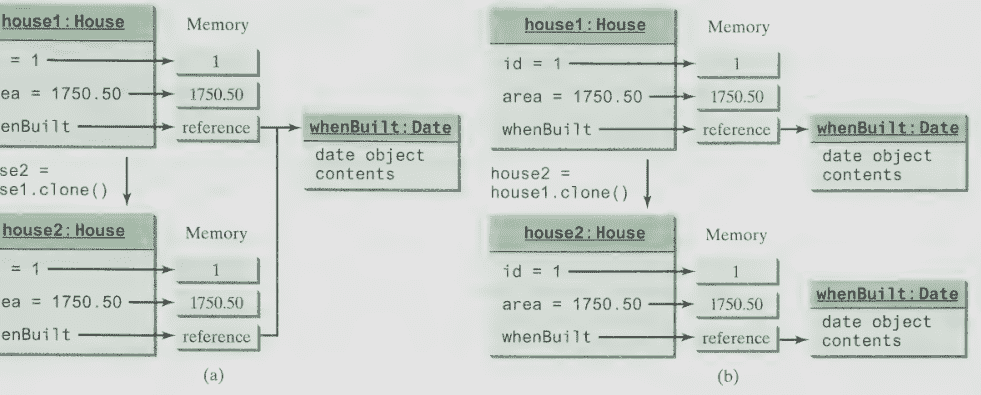 house1:House
Memory
= 1
1
ea = 1750.50
1750.50
enBuilt
reference
whenBuilt:Date
date object
contents
se2 =
se1.clone()
house2:House
Memory
= 1
1
ea = 1750.50
1750.50
enBuilt
reference
(a)
house1:House
Memory
id = 1
1
area = 1750.50
1750.50
whenBuilt
reference
whenBuilt:Date
date object
contents
house2 =
house1.clone()
house2:House
Memory
id = 1
1
area = 1750.50
1750.50
whenBuilt
reference
whenBuilt:Date
date object
contents
(b)